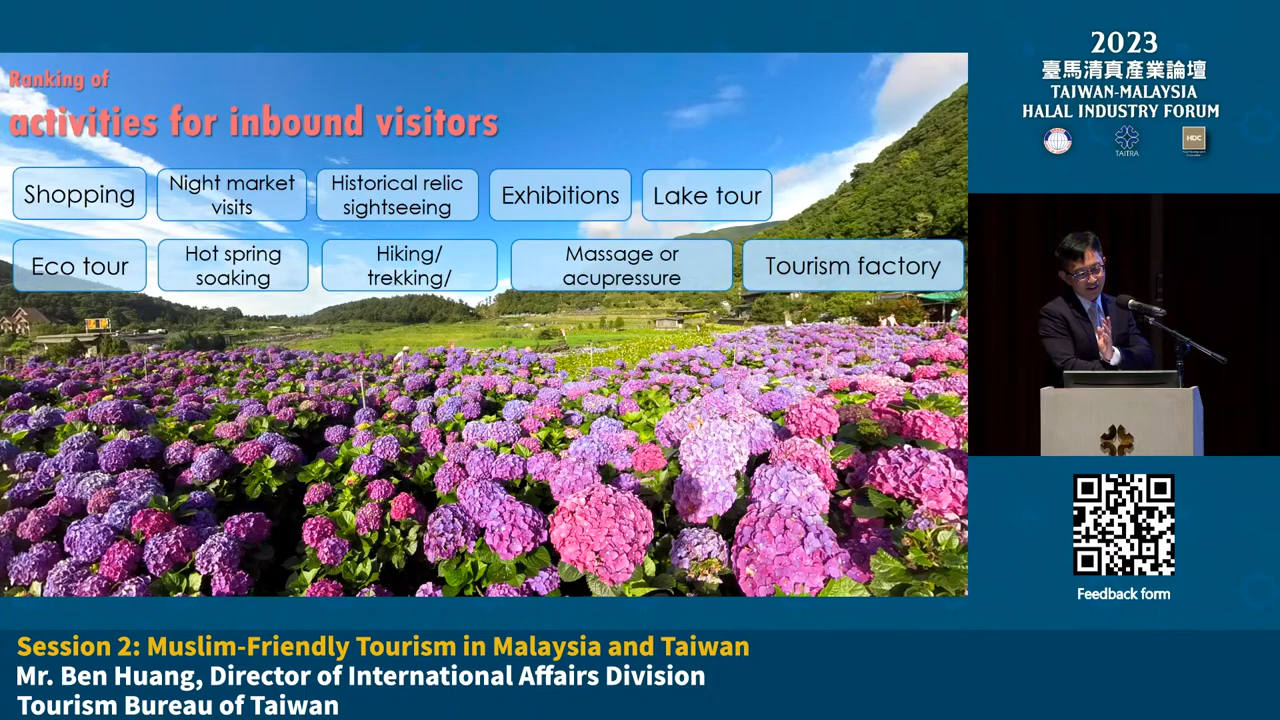 Ranking of
activities for inbound visitors
Shopping
Night market
visits
Historical relic
sightseeing
Exhibitions
Lake tour
Eco tour
Hot spring
soaking
Hiking/
trekking/
Massage or
acupressure
Tourism factory
2023
臺馬清真產業論壇
TAIWAN-MALAYSIA
HALAL INDUSTRY FORUM
TAITRA
HDC
Feedback form
Session 2: Muslim-Friendly Tourism in Malaysia and Taiwan
Mr. Ben Huang, Director of International Affairs Division
Tourism Bureau of Taiwan